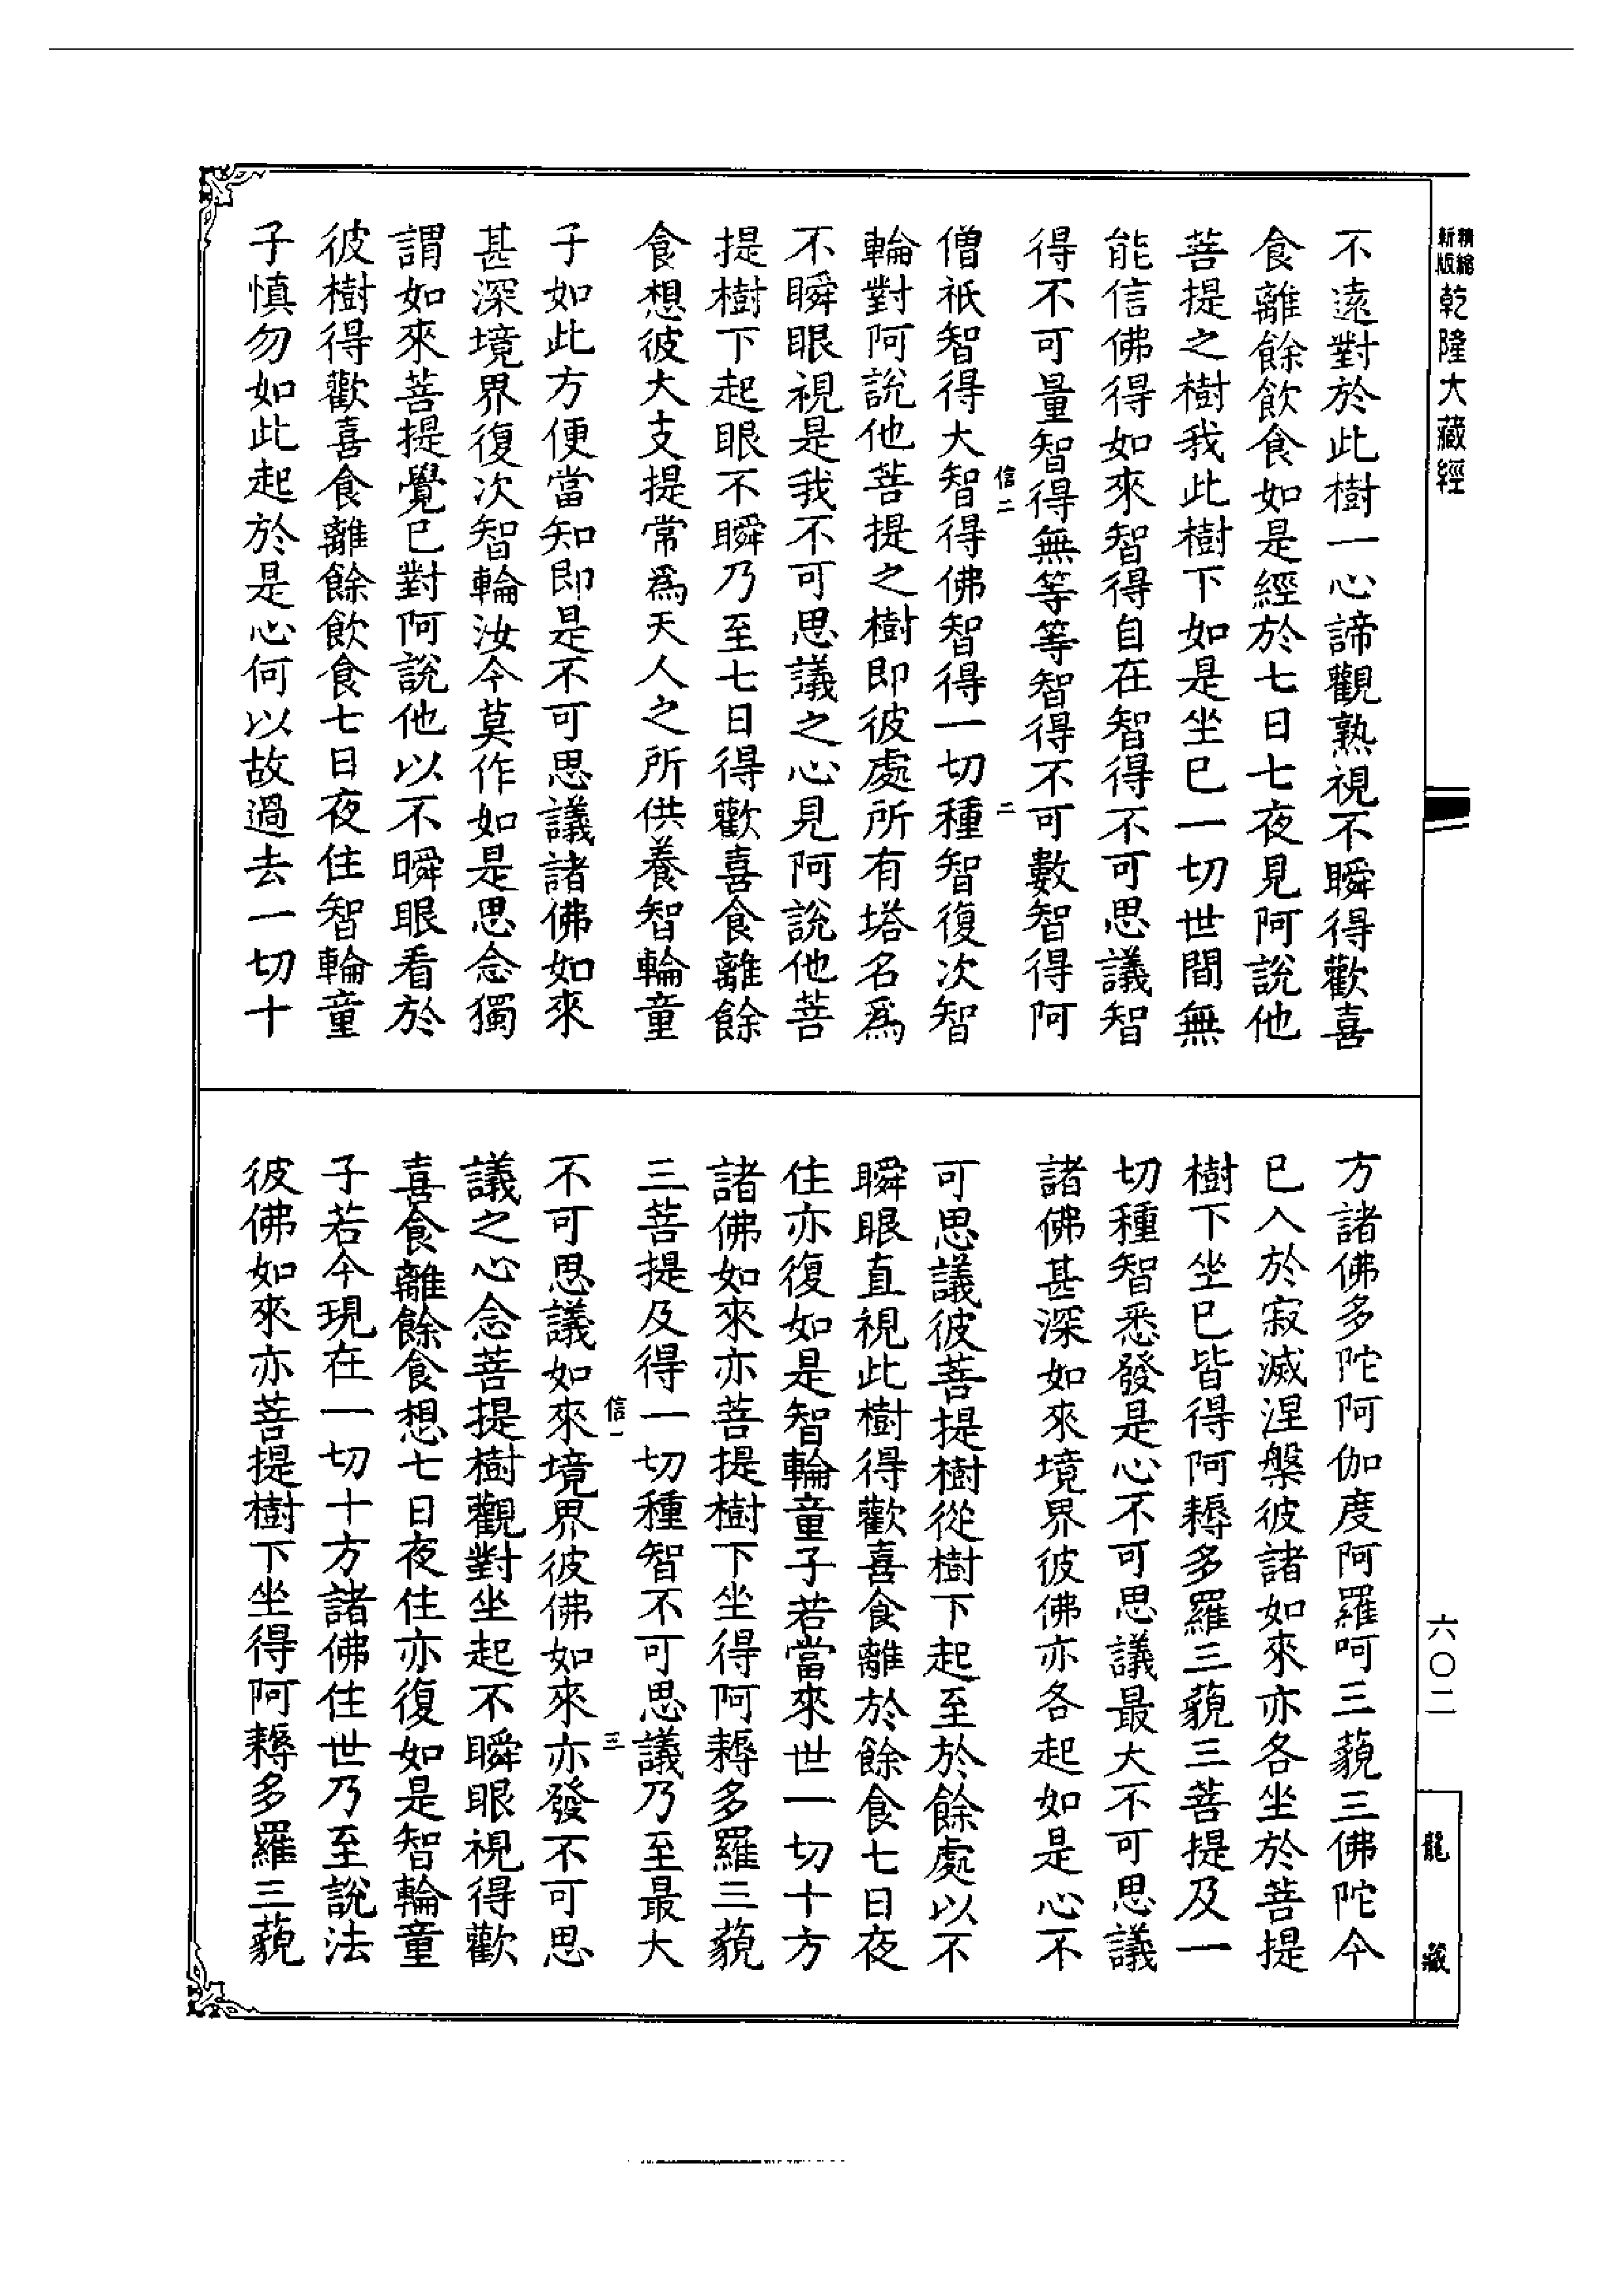 精縮新版乾隆大藏經
不遠對於此樹一心諦觀熟視不瞬得歡喜
食離餘飲食如是經於七日七夜見阿說他
菩提之樹我此樹下如是坐已一切世間無
能信佛得如來智得自在智得不可思議智
得不可量智得無等等智得不可數智得阿
信二 二
僧祇智得大智得佛智得一切種智復次智
輪對阿說他菩提之樹即彼處所有塔名爲
不瞬眼視是我不可思議之心見阿說他菩
提樹下起眼不瞬乃至七日得歡喜食離餘
食想彼大支提常爲天人之所供養智輪童
子如此方便當知即是不可思議諸佛如來
甚深境界復次智輪汝今莫作如是思念獨
謂如來菩提覺已對阿說他以不瞬眼看於
彼樹得歡喜食離餘飲食七日夜住智輪童
子慎勿如此起於是心何以故過去一切十
方諸佛多陀阿伽度阿羅呵三藐三佛陀今
已入於寂滅涅槃彼諸如來亦各坐於菩提
樹下坐已皆得阿耨多羅三藐三菩提及一
切種智悉發是心不可思議最大不可思議
諸佛甚深如來境界彼佛亦各起如是心不
可思議彼菩提樹從樹下起至於餘處以不
瞬眼直視此樹得歡喜食離於餘食七日夜
住亦復如是智輪童子若當來世一切十方
諸佛如來亦菩提樹下坐得阿耨多羅三藐
三菩提及得一切種智不可思議乃至最大
信一 三
不可思議如來境界彼佛如來亦發不可思
議之心念菩提樹觀對坐起不瞬眼視得歡
喜食離餘食想七日夜住亦復如是智輪童
子若今現在一切十方諸佛住世乃至說法
彼佛如來亦菩提樹下坐得阿耨多羅三藐
六〇二
龍藏